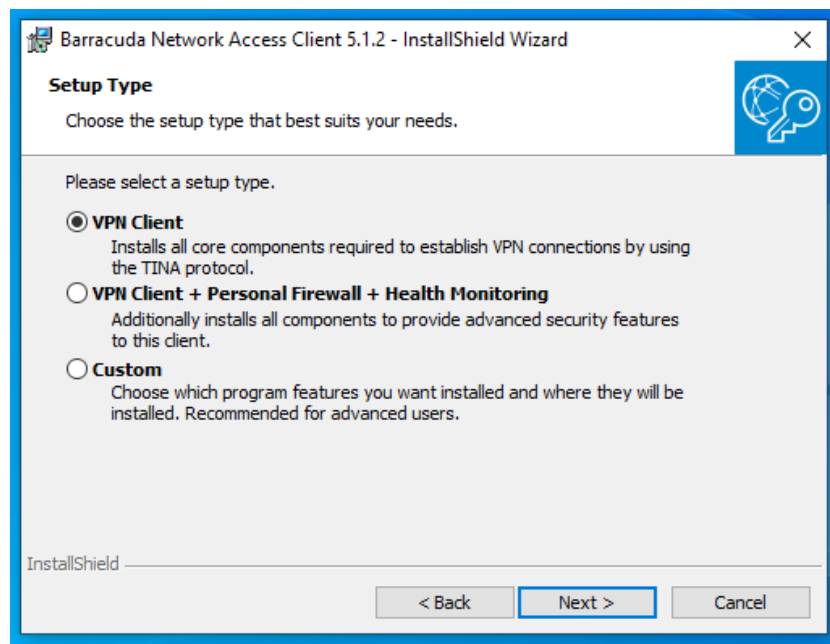 Barracuda Network Access Client 5.1.2 - InstallShield Wizard
Setup Type
Choose the setup type that best suits your needs.
Please select a setup type.
VPN Client
Installs all core components required to establish VPN connections by using
the TINA protocol.
VPN Client + Personal Firewall + Health Monitoring
Additionally installs all components to provide advanced security features
to this client.
Custom
Choose which program features you want installed and where they will be
installed. Recommended for advanced users.
InstallShield
< Back
Next >
Cancel